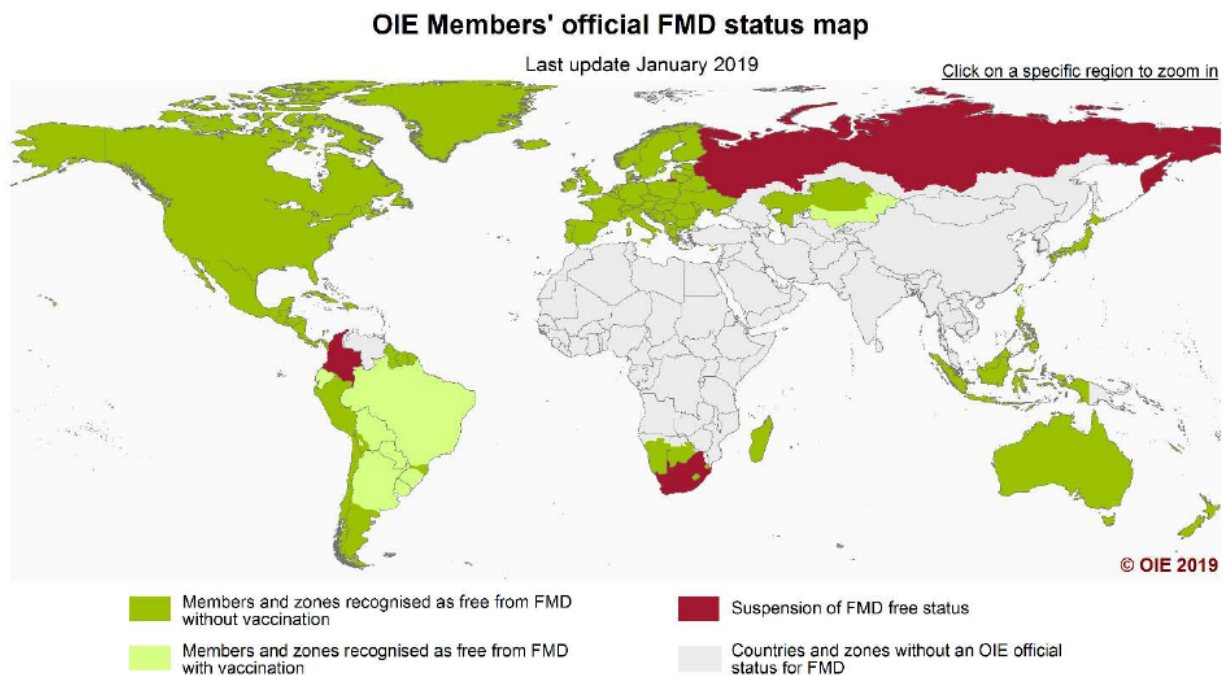 OIE Members' official FMD status map
Last update January 2019
Click on a specific region to zoom in
© OIE 2019
Members and zones recognised as free from FMD
without vaccination
Members and zones recognised as free from FMD
with vaccination
Suspension of FMD free status
Countries and zones without an OIE official
status for FMD